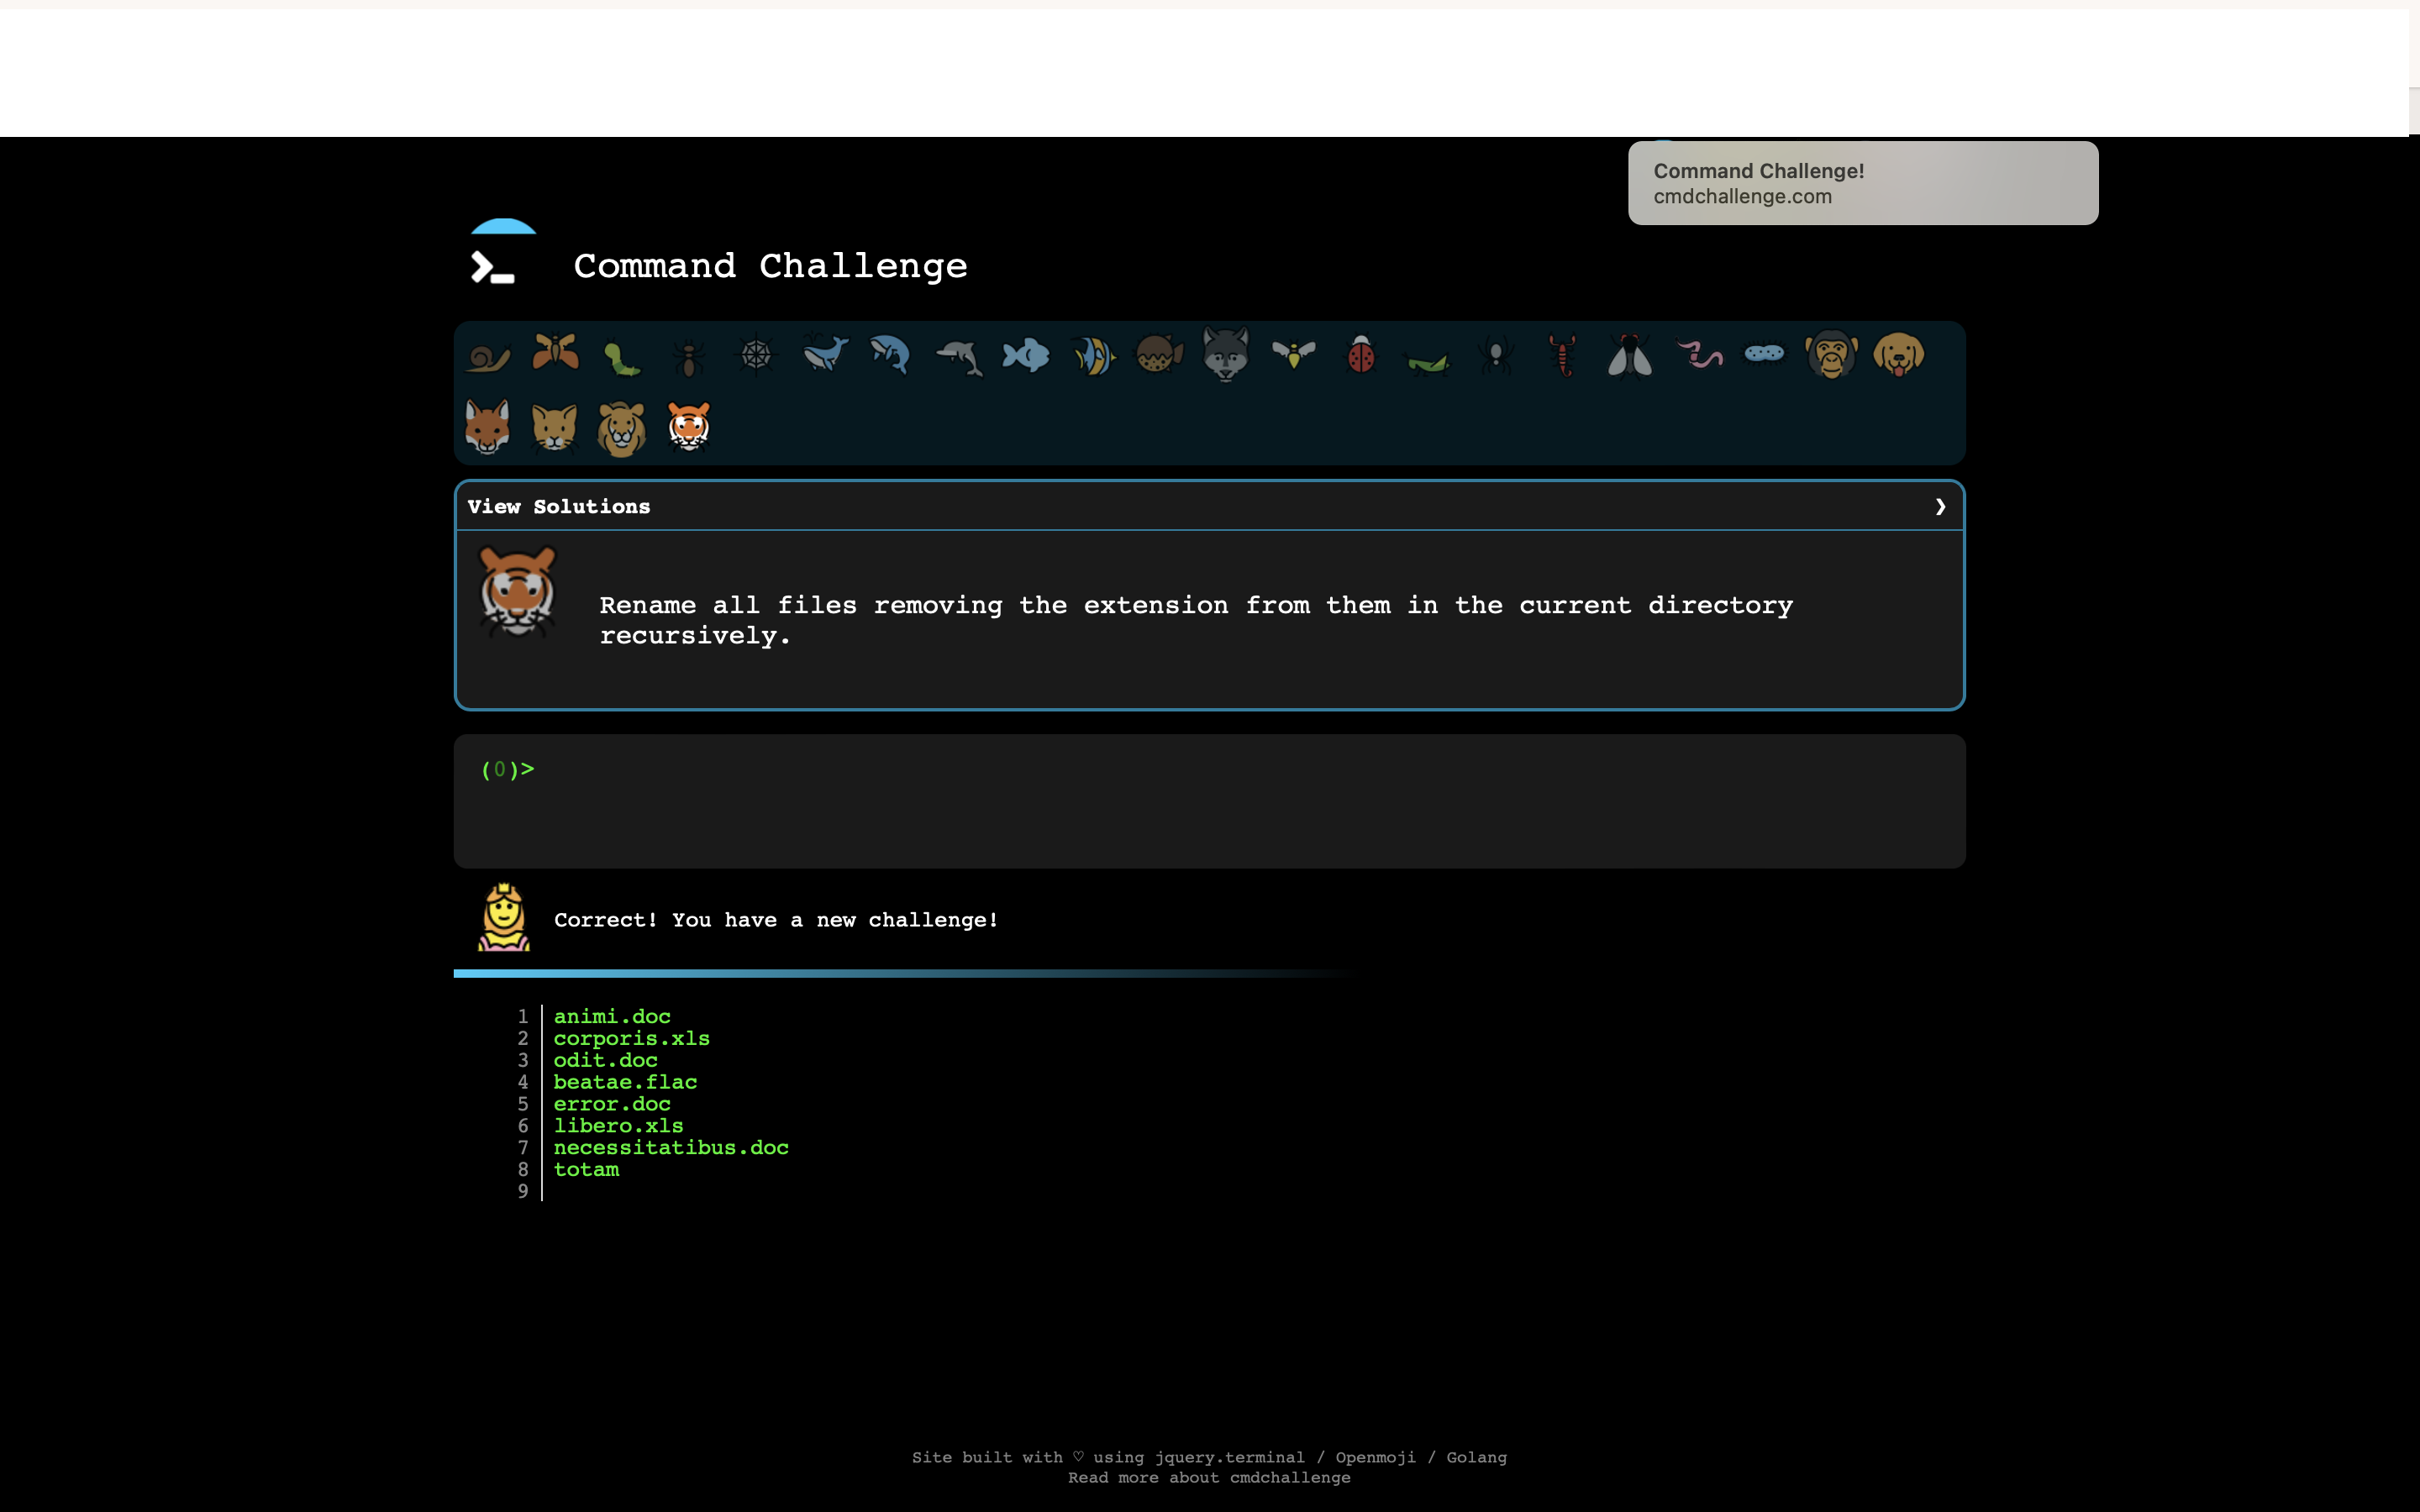 Command Challenge!
cmdchallenge.com
Command Challenge
View Solutions ❯
Rename all files removing the extension from them in the current directory
recursively.
(0)>
Correct! You have a new challenge!
1 animi.doc
2 corporis.xls
3 odit.doc
4 beatae.flac
5 error.doc
6 libero.xls
7 necessitatibus.doc
8 totam
9
Site built with ♡ using jquery.terminal / Openmoji / Golang
Read more about cmdchallenge